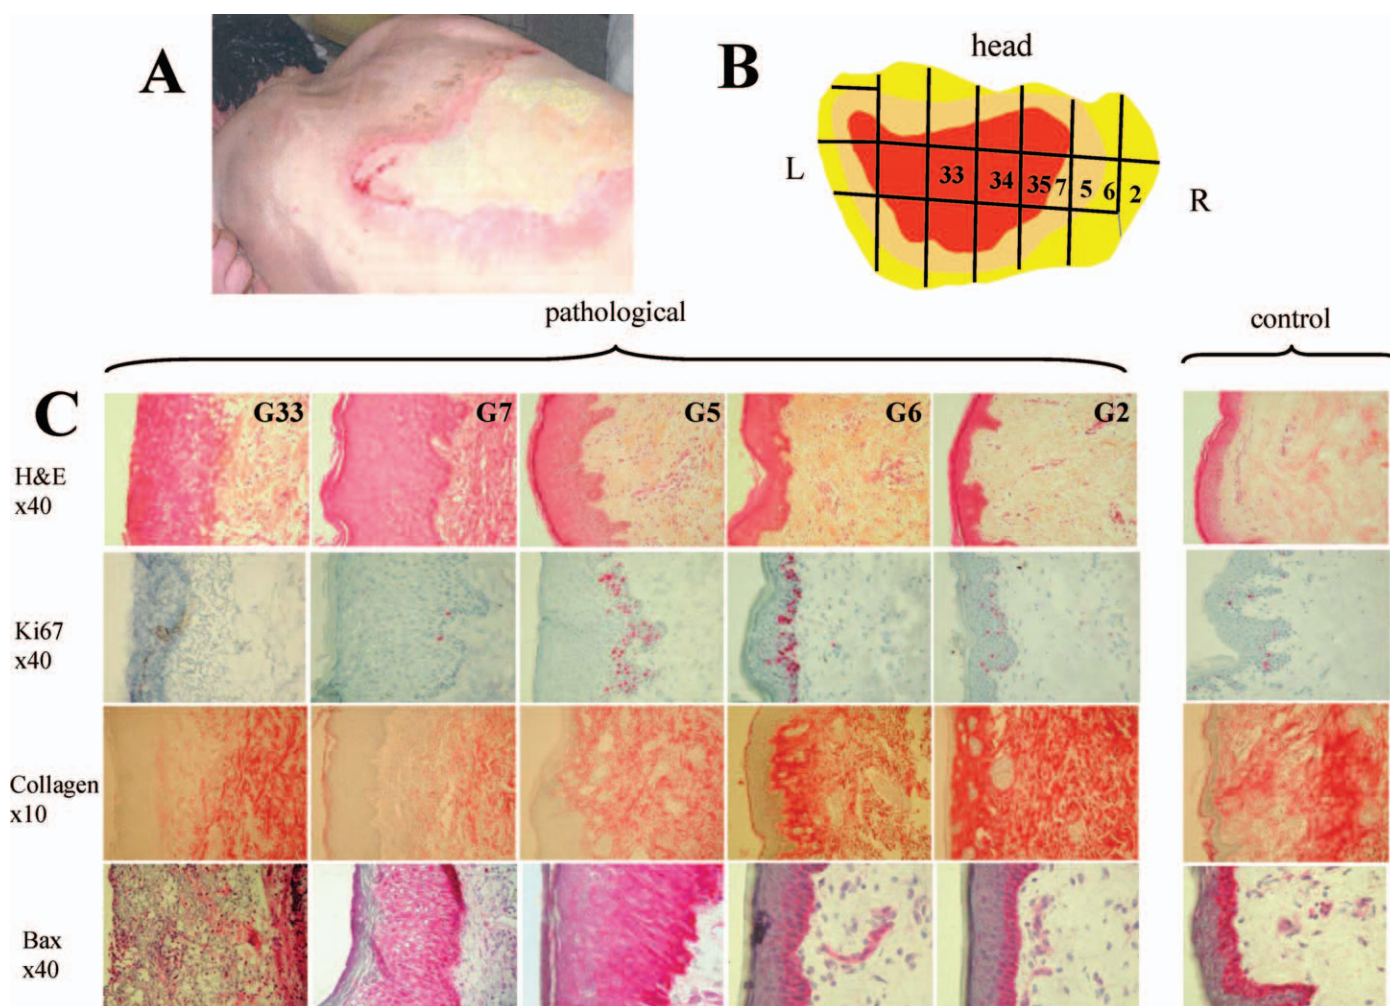 A
B
head
L
33
34
35
7
5
6
2
R
pathological
control
C
G33
G7
G5
G6
G2
H&E
x40
Ki67
x40
Collagen
x10
Bax
x40